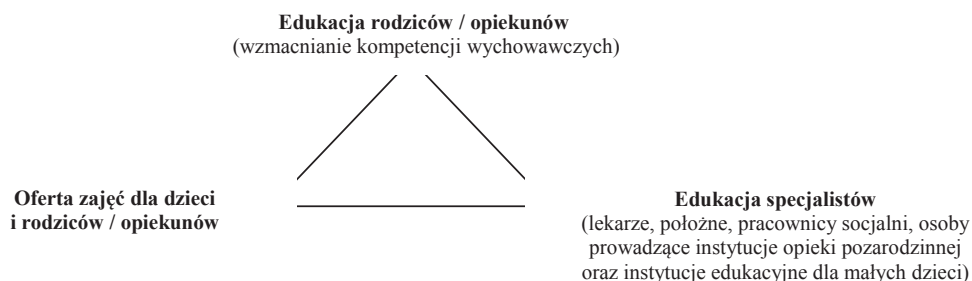 Edukacja rodziców / opiekunów
(wzmacnianie kompetencji wychowawczych)
Oferta zajęć dla dzieci
i rodziców / opiekunów
Edukacja specjalistów
(lekarze, położne, pracownicy socjalni, osoby
prowadzące instytucje opieki pozarodzinnej
oraz instytucje edukacyjne dla małych dzieci)